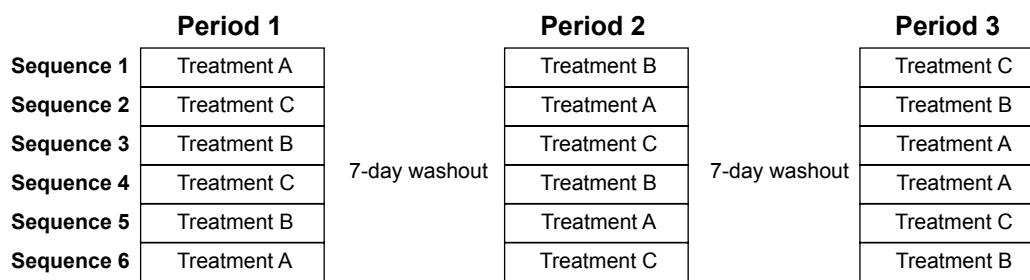 Period 1 Period 2 Period 3
Sequence 1 Treatment A Treatment B Treatment C
Sequence 2 Treatment C Treatment A Treatment B
Sequence 3 Treatment B Treatment C Treatment A
7-day washout 7-day washout
Sequence 4 Treatment C Treatment B Treatment A
Sequence 5 Treatment B Treatment A Treatment C
Sequence 6 Treatment A Treatment C Treatment B